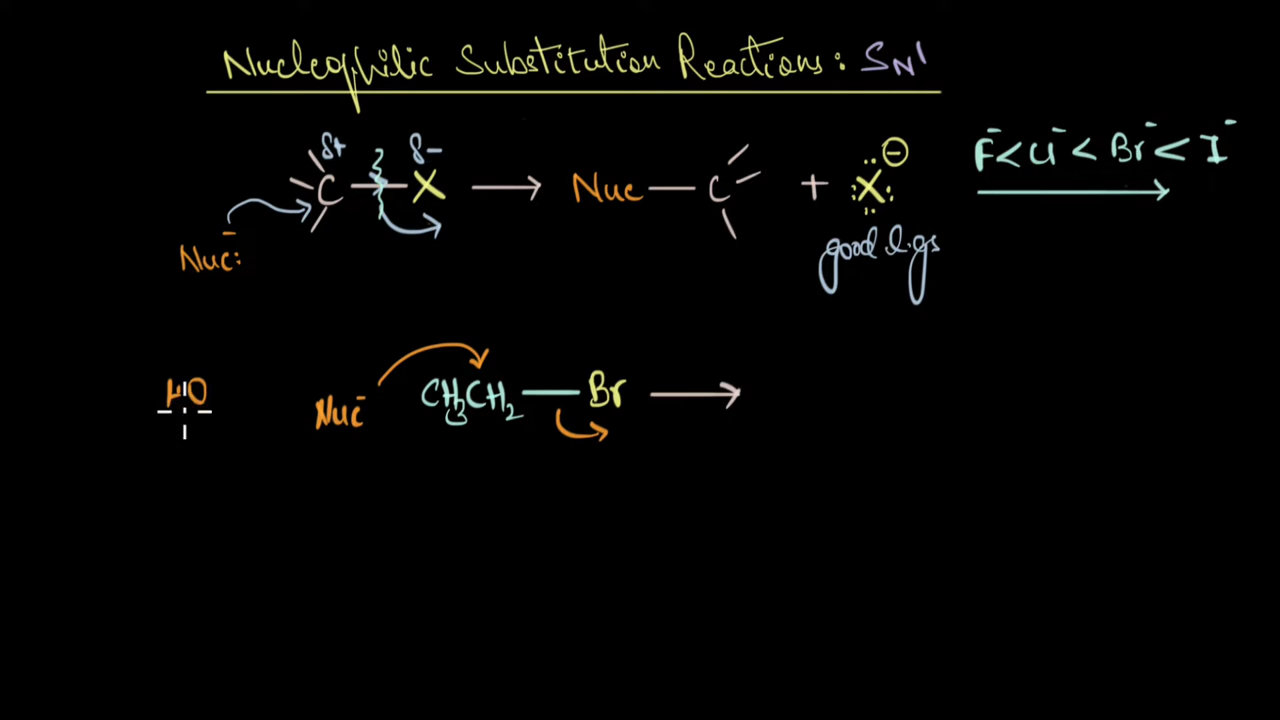 Nucleophilic Substitution Reactions: SN1
δ+ δ-
Nuc:⁻ C — X → Nuc — C + :Ẍ:⊖ F⁻ < Cl⁻ < Br⁻ < I⁻
good l.gs
HO Nuc⁻ CH3CH2 — Br →